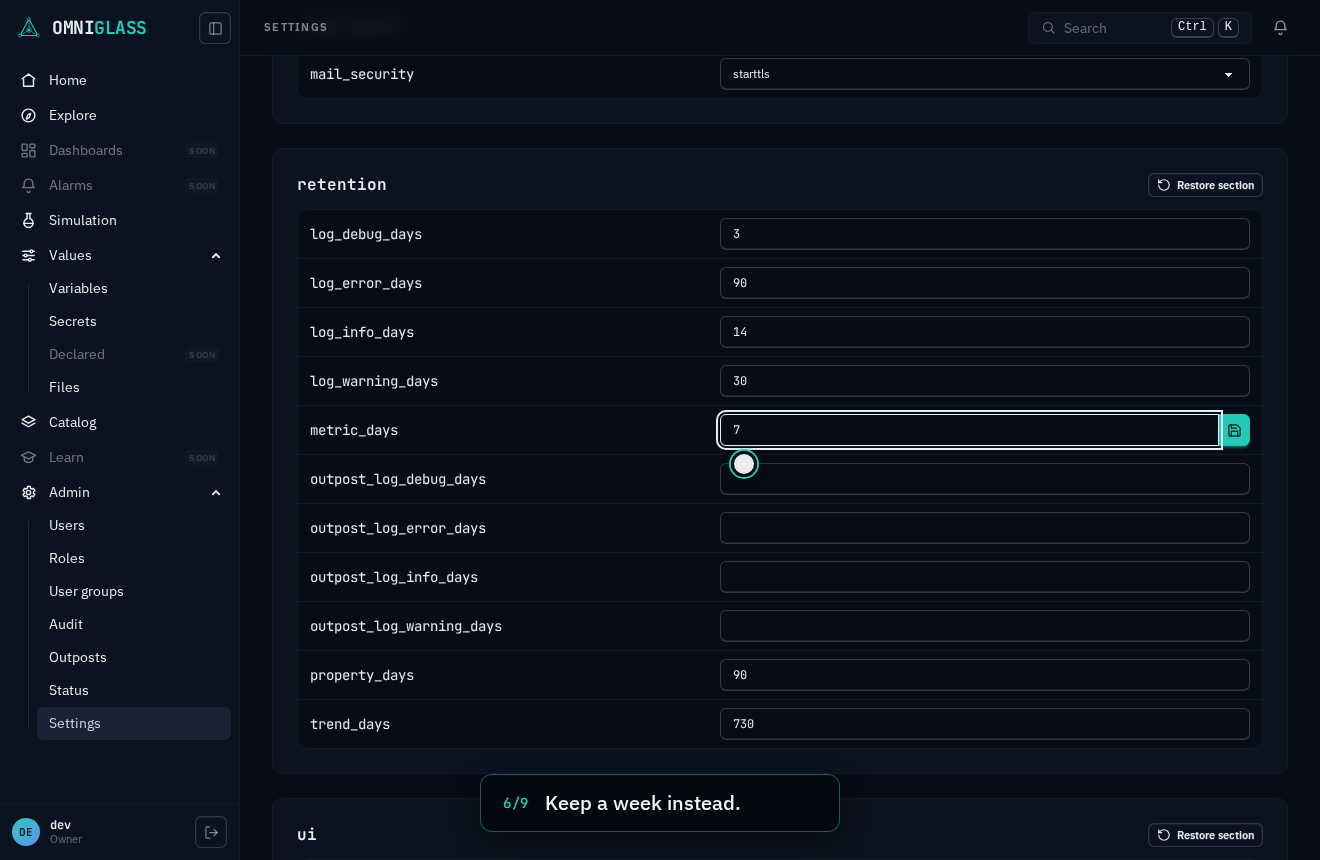 OMNIGLASS
SETTINGS
Search
Ctrl K
Home
Explore
Dashboards SOON
Alarms SOON
Simulation
Values
Variables
Secrets
Declared SOON
Files
Catalog
Learn SOON
Admin
Users
Roles
User groups
Audit
Outposts
Status
Settings
DE
dev
Owner
mail_security starttls
retention Restore section
log_debug_days 3
log_error_days 90
log_info_days 14
log_warning_days 30
metric_days 7
outpost_log_debug_days
outpost_log_error_days
outpost_log_info_days
outpost_log_warning_days
property_days 90
trend_days 730
6/9 Keep a week instead.
ui Restore section